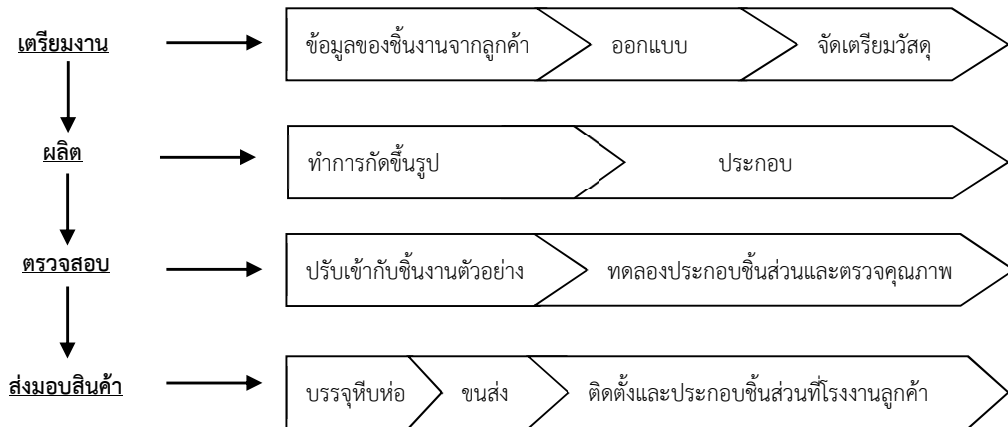 เตรียมงาน
ข้อมูลของชิ้นงานจากลูกค้า ออกแบบ จัดเตรียมวัสดุ
ผลิต
ทำการกัดขึ้นรูป ประกอบ
ตรวจสอบ
ปรับเข้ากับชิ้นงานตัวอย่าง ทดลองประกอบชิ้นส่วนและตรวจคุณภาพ
ส่งมอบสินค้า
บรรจุหีบห่อ ขนส่ง ติดตั้งและประกอบชิ้นส่วนที่โรงงานลูกค้า